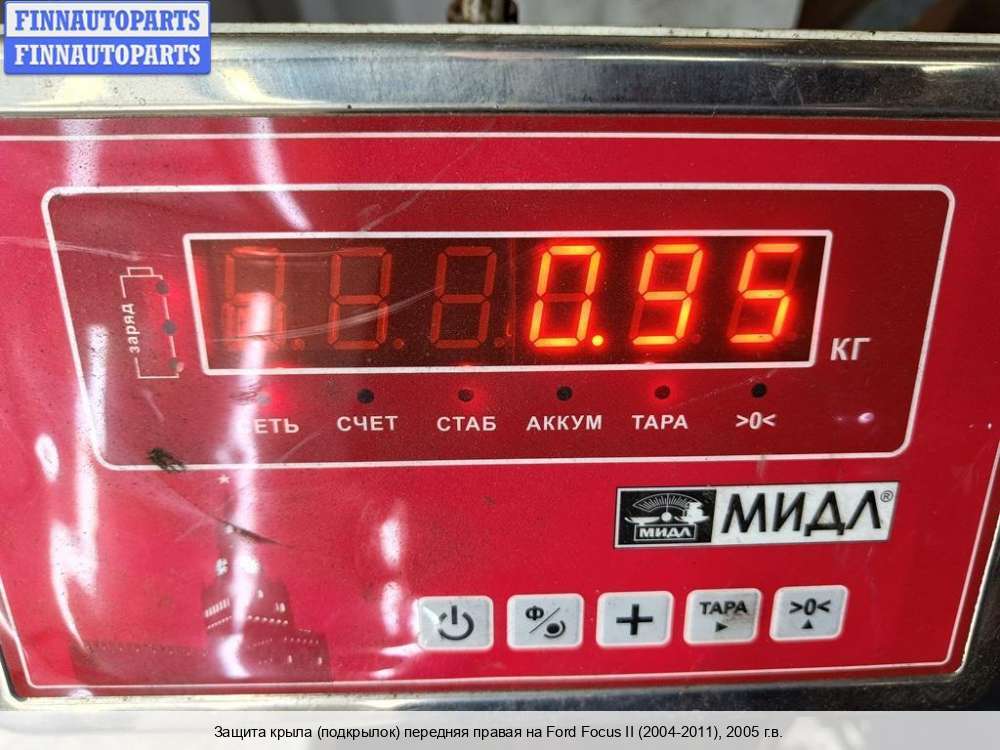 FINNAUTOPARTS
FINNAUTOPARTS
заряд
0.95
КГ
СЕТЬ СЧЕТ СТАБ АККУМ ТАРА >0<
МИДЛ
МИДЛ®
Ф
ТАРА
>0<
Защита крыла (подкрылок) передняя правая на Ford Focus II (2004-2011), 2005 г.в.